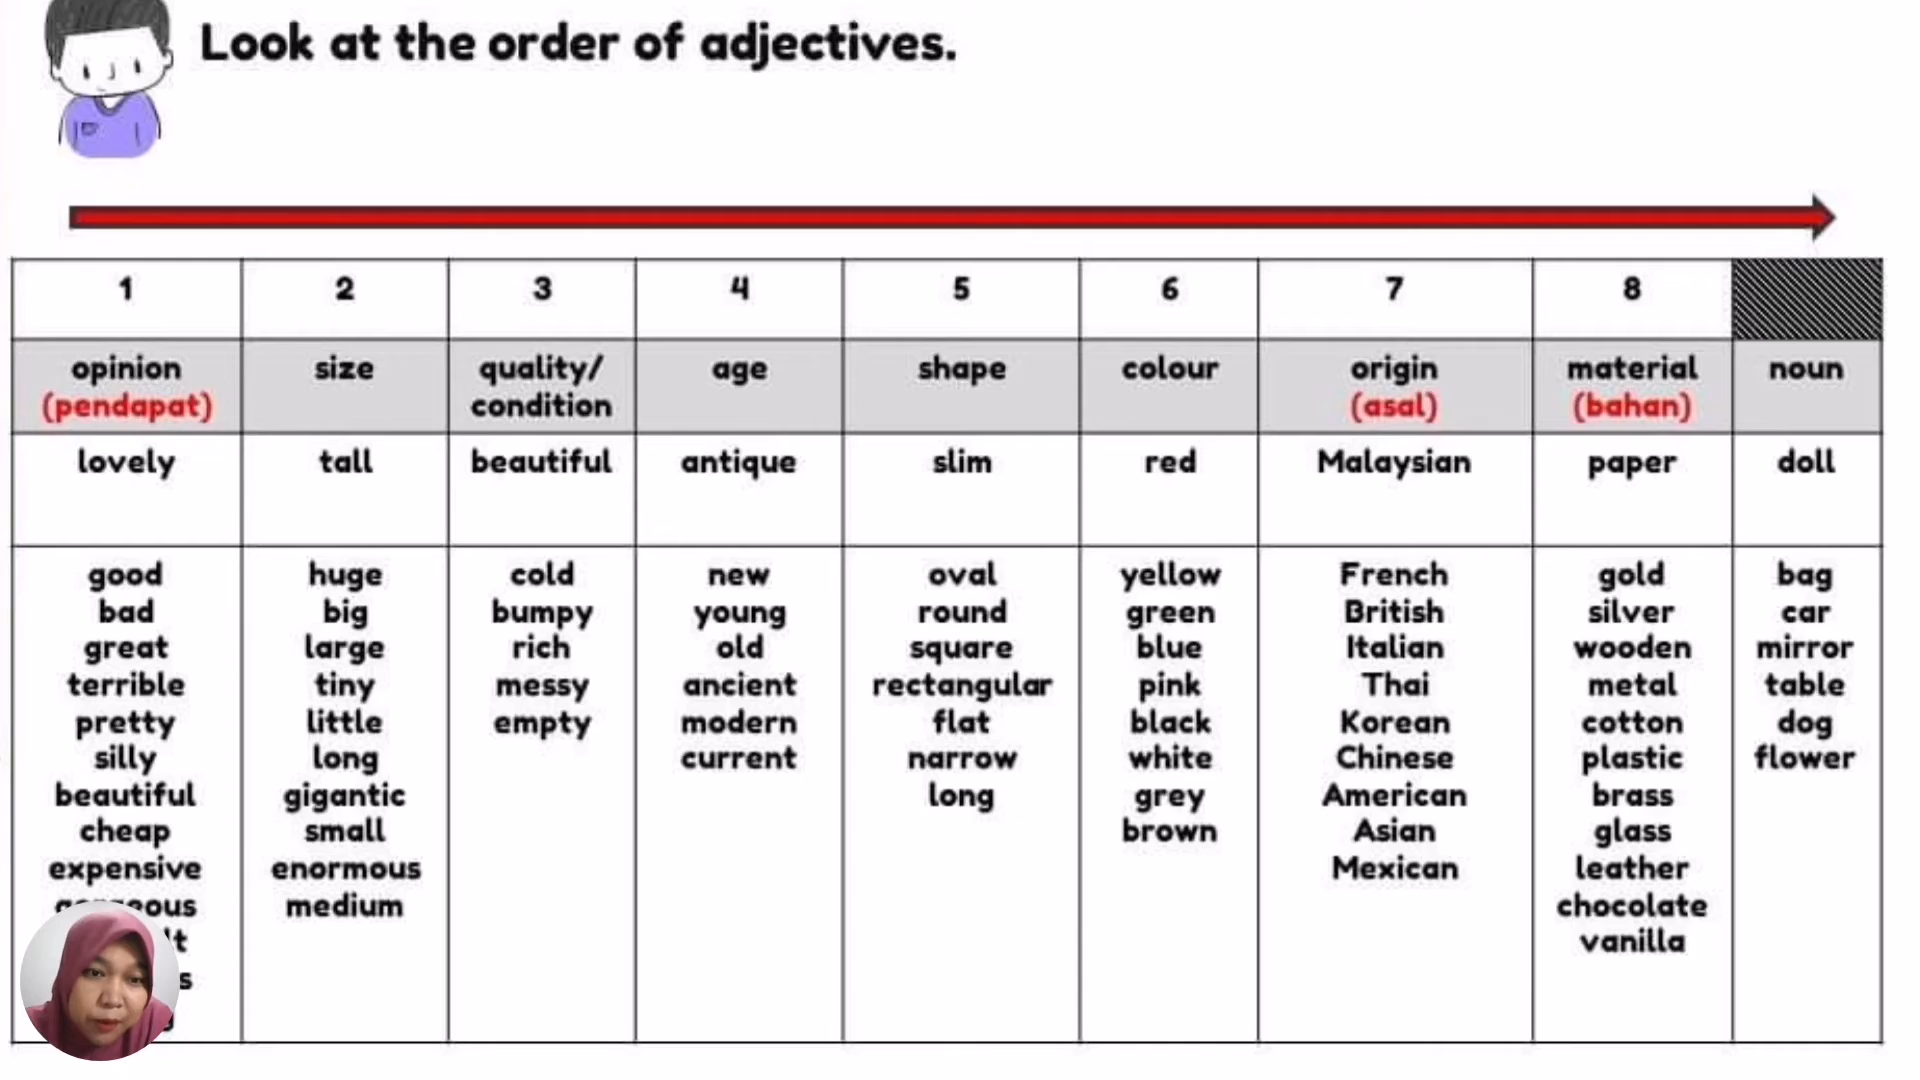 Look at the order of adjectives.
1 2 3 4 5 6 7 8
opinion size quality/ age shape colour origin material noun
(pendapat) condition (asal) (bahan)
lovely tall beautiful antique slim red Malaysian paper doll
good huge cold new oval yellow French gold bag
bad big bumpy young round green British silver car
great large rich old square blue Italian wooden mirror
terrible tiny messy ancient rectangular pink Thai metal table
pretty little empty modern flat black Korean cotton dog
silly long current narrow white Chinese plastic flower
beautiful gigantic long grey American brass
cheap small brown Asian glass
expensive enormous Mexican leather
medium chocolate
vanilla